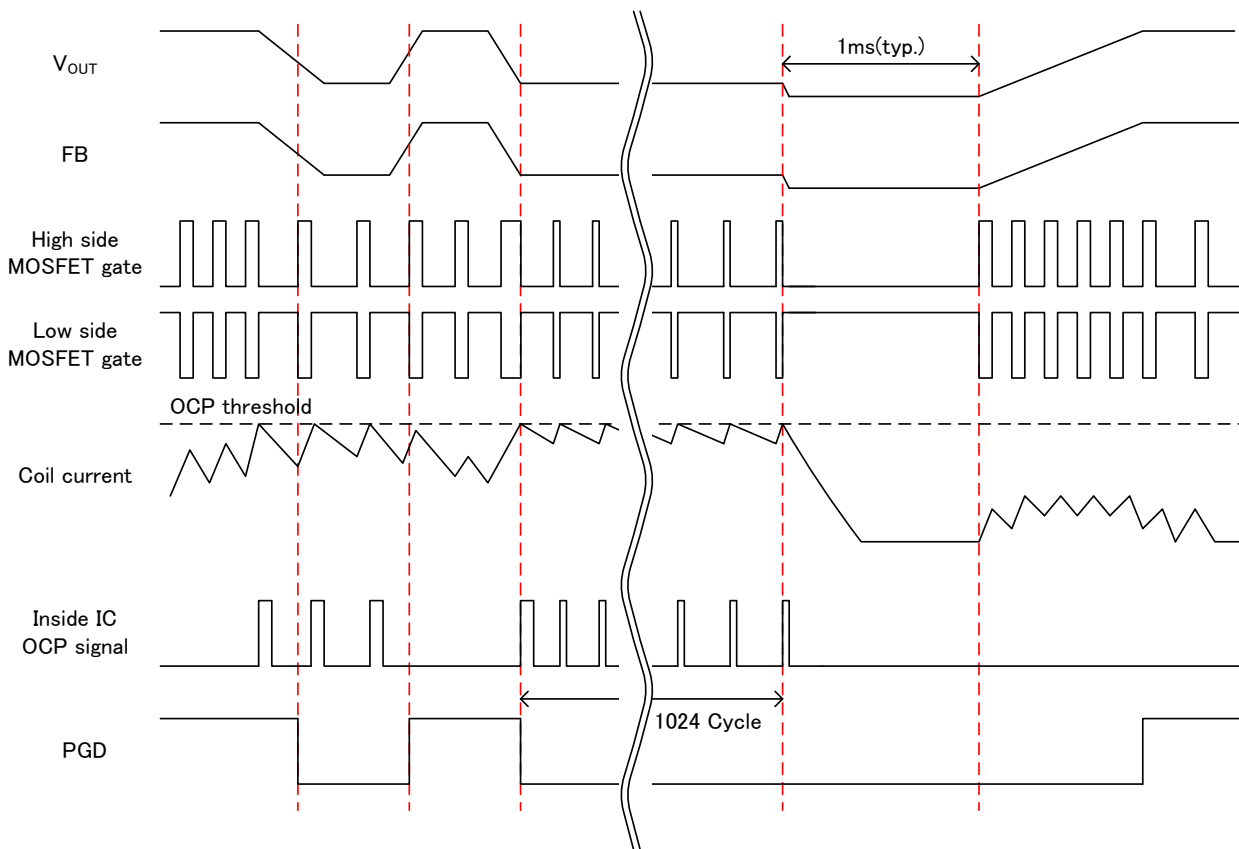 1ms(typ.)
VOUT
FB
High side
MOSFET gate
Low side
MOSFET gate
OCP threshold
Coil current
Inside IC
OCP signal
1024 Cycle
PGD